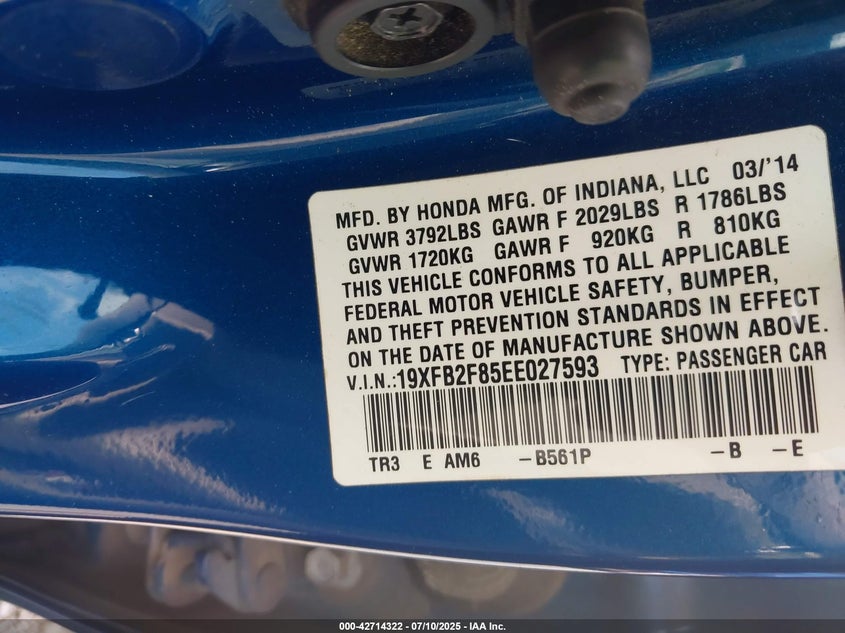 MFD. BY HONDA MFG. OF INDIANA, LLC 03/'14
GVWR 3792LBS GAWR F 2029LBS R 1786LBS
GVWR 1720KG GAWR F 920KG R 810KG
THIS VEHICLE CONFORMS TO ALL APPLICABLE
FEDERAL MOTOR VEHICLE SAFETY, BUMPER,
AND THEFT PREVENTION STANDARDS IN EFFECT
ON THE DATE OF MANUFACTURE SHOWN ABOVE.
V.I.N.:19XFB2F85EE027593 TYPE: PASSENGER CAR
TR3 E AM6 -B561P -B -E
000-42714322 / 07/10/2025 - IAA Inc.